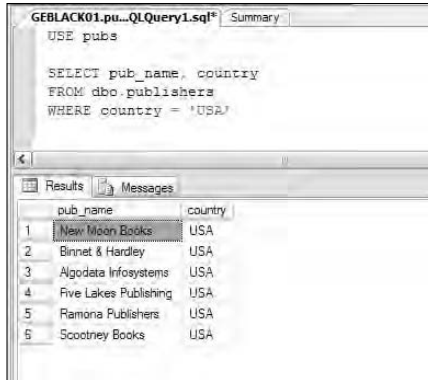 GEBLACK01.pu...QLQuery1.sql* Summary
USE pubs
SELECT pub_name, country
FROM dbo.publishers
WHERE country = 'USA'
Results Messages
pub_name country
1 New Moon Books USA
2 Binnet & Hardley USA
3 Algodata Infosystems USA
4 Five Lakes Publishing USA
5 Ramona Publishers USA
6 Scootney Books USA